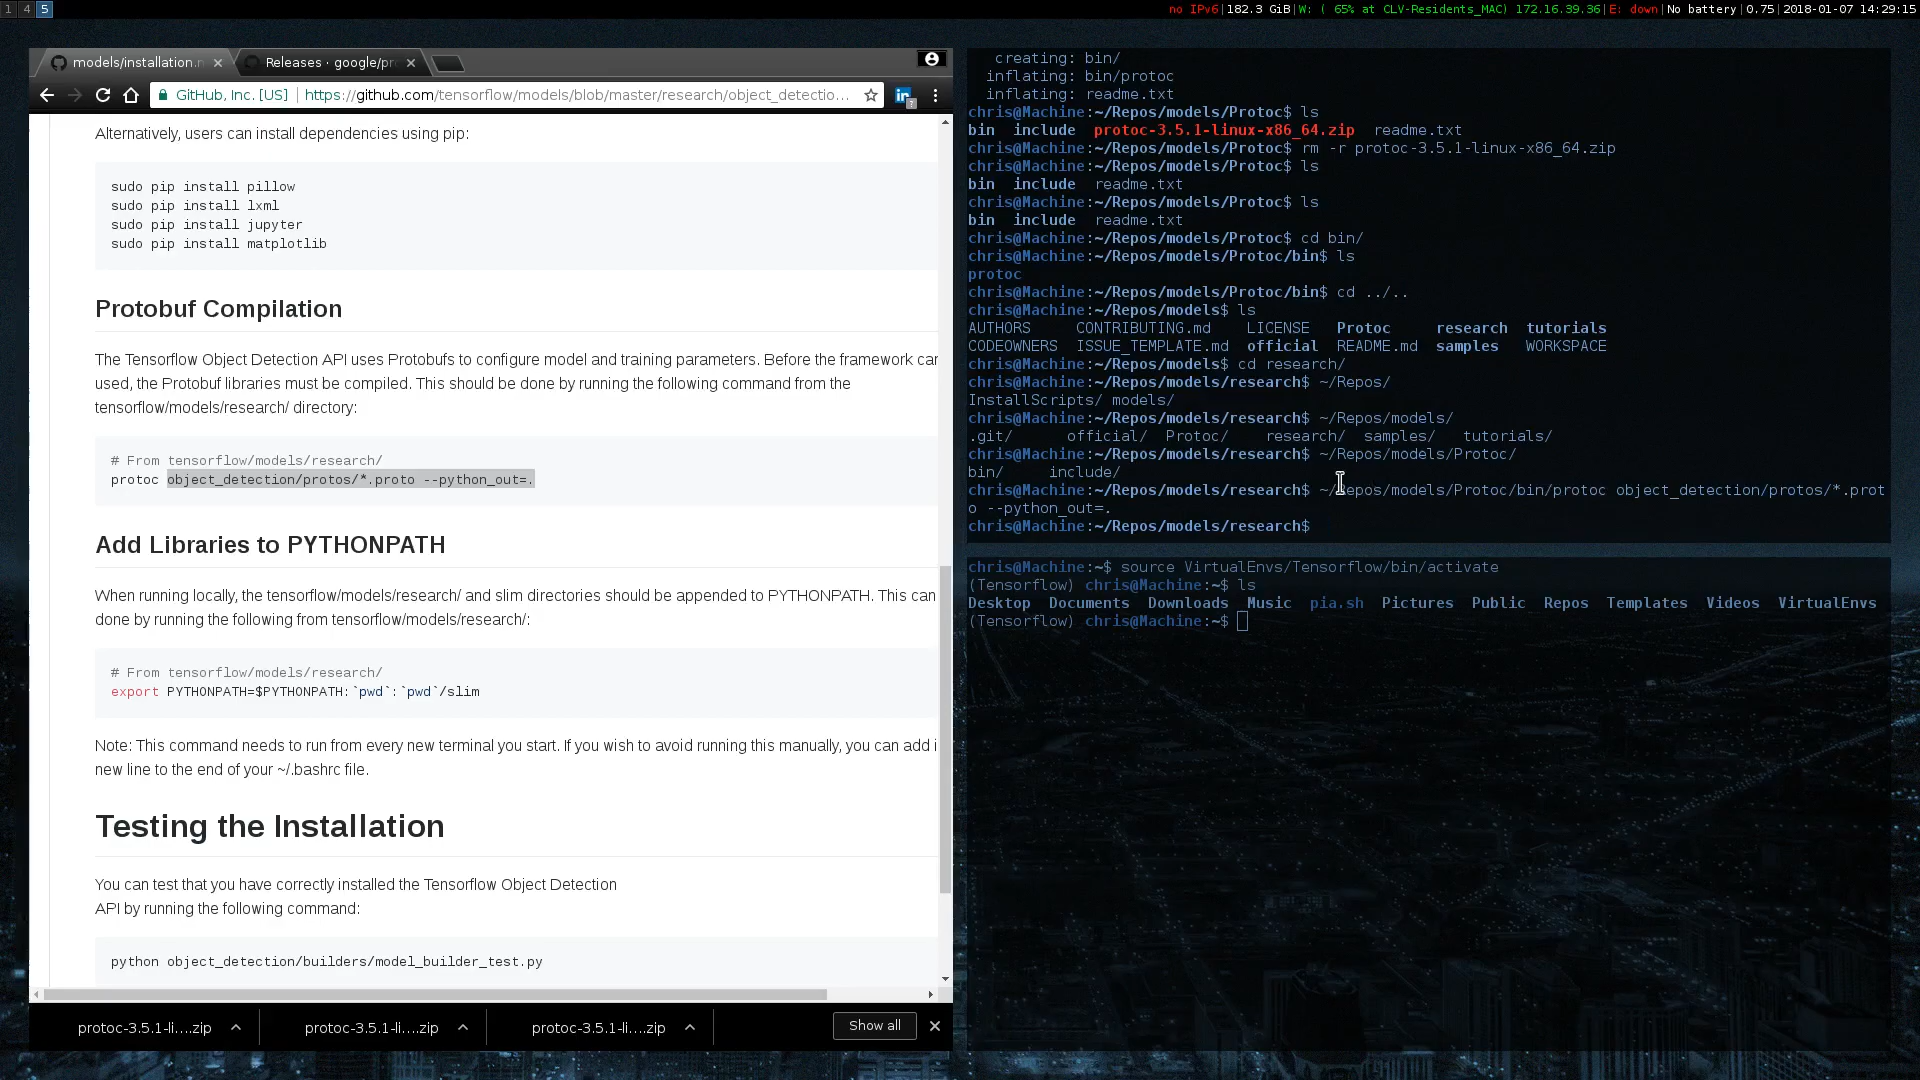 1 4 5
no IPv6|182.3 GiB|W: ( 65% at CLV-Residents_MAC) 172.16.39.36|E: down|No battery|0.75|2018-01-07 14:29:15
models/installation.n
Releases · google/pro
GitHub, Inc. [US] | https://github.com/tensorflow/models/blob/master/research/object_detectio...
Alternatively, users can install dependencies using pip:
sudo pip install pillow
sudo pip install lxml
sudo pip install jupyter
sudo pip install matplotlib
Protobuf Compilation
The Tensorflow Object Detection API uses Protobufs to configure model and training parameters. Before the framework can
used, the Protobuf libraries must be compiled. This should be done by running the following command from the
tensorflow/models/research/ directory:
# From tensorflow/models/research/
protoc object_detection/protos/*.proto --python_out=.
Add Libraries to PYTHONPATH
When running locally, the tensorflow/models/research/ and slim directories should be appended to PYTHONPATH. This can
done by running the following from tensorflow/models/research/:
# From tensorflow/models/research/
export PYTHONPATH=$PYTHONPATH:`pwd`:`pwd`/slim
Note: This command needs to run from every new terminal you start. If you wish to avoid running this manually, you can add i
new line to the end of your ~/.bashrc file.
Testing the Installation
You can test that you have correctly installed the Tensorflow Object Detection
API by running the following command:
python object_detection/builders/model_builder_test.py
protoc-3.5.1-li....zip
protoc-3.5.1-li....zip
protoc-3.5.1-li....zip
Show all
creating: bin/
inflating: bin/protoc
inflating: readme.txt
chris@Machine:~/Repos/models/Protoc$ ls
bin include protoc-3.5.1-linux-x86_64.zip readme.txt
chris@Machine:~/Repos/models/Protoc$ rm -r protoc-3.5.1-linux-x86_64.zip
chris@Machine:~/Repos/models/Protoc$ ls
bin include readme.txt
chris@Machine:~/Repos/models/Protoc$ ls
bin include readme.txt
chris@Machine:~/Repos/models/Protoc$ cd bin/
chris@Machine:~/Repos/models/Protoc/bin$ ls
protoc
chris@Machine:~/Repos/models/Protoc/bin$ cd ../..
chris@Machine:~/Repos/models$ ls
AUTHORS CONTRIBUTING.md LICENSE Protoc research tutorials
CODEOWNERS ISSUE_TEMPLATE.md official README.md samples WORKSPACE
chris@Machine:~/Repos/models$ cd research/
chris@Machine:~/Repos/models/research$ ~/Repos/
InstallScripts/ models/
chris@Machine:~/Repos/models/research$ ~/Repos/models/
.git/ official/ Protoc/ research/ samples/ tutorials/
chris@Machine:~/Repos/models/research$ ~/Repos/models/Protoc/
bin/ include/
chris@Machine:~/Repos/models/research$ ~/Repos/models/Protoc/bin/protoc object_detection/protos/*.prot
o --python_out=.
chris@Machine:~/Repos/models/research$
chris@Machine:~$ source VirtualEnvs/Tensorflow/bin/activate
(Tensorflow) chris@Machine:~$ ls
Desktop Documents Downloads Music pia.sh Pictures Public Repos Templates Videos VirtualEnvs
(Tensorflow) chris@Machine:~$